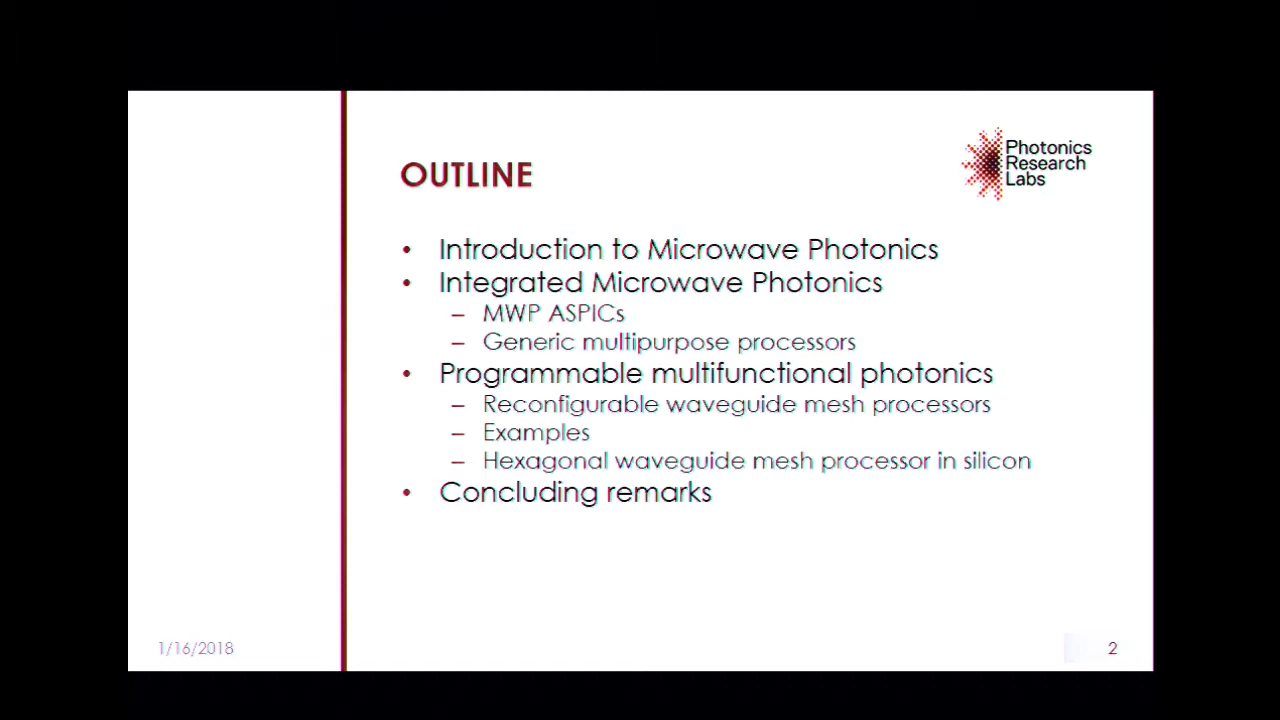 OUTLINE
Photonics
Research
Labs
• Introduction to Microwave Photonics
• Integrated Microwave Photonics
– MWP ASPICs
– Generic multipurpose processors
• Programmable multifunctional photonics
– Reconfigurable waveguide mesh processors
– Examples
– Hexagonal waveguide mesh processor in silicon
• Concluding remarks
1/16/2018
2